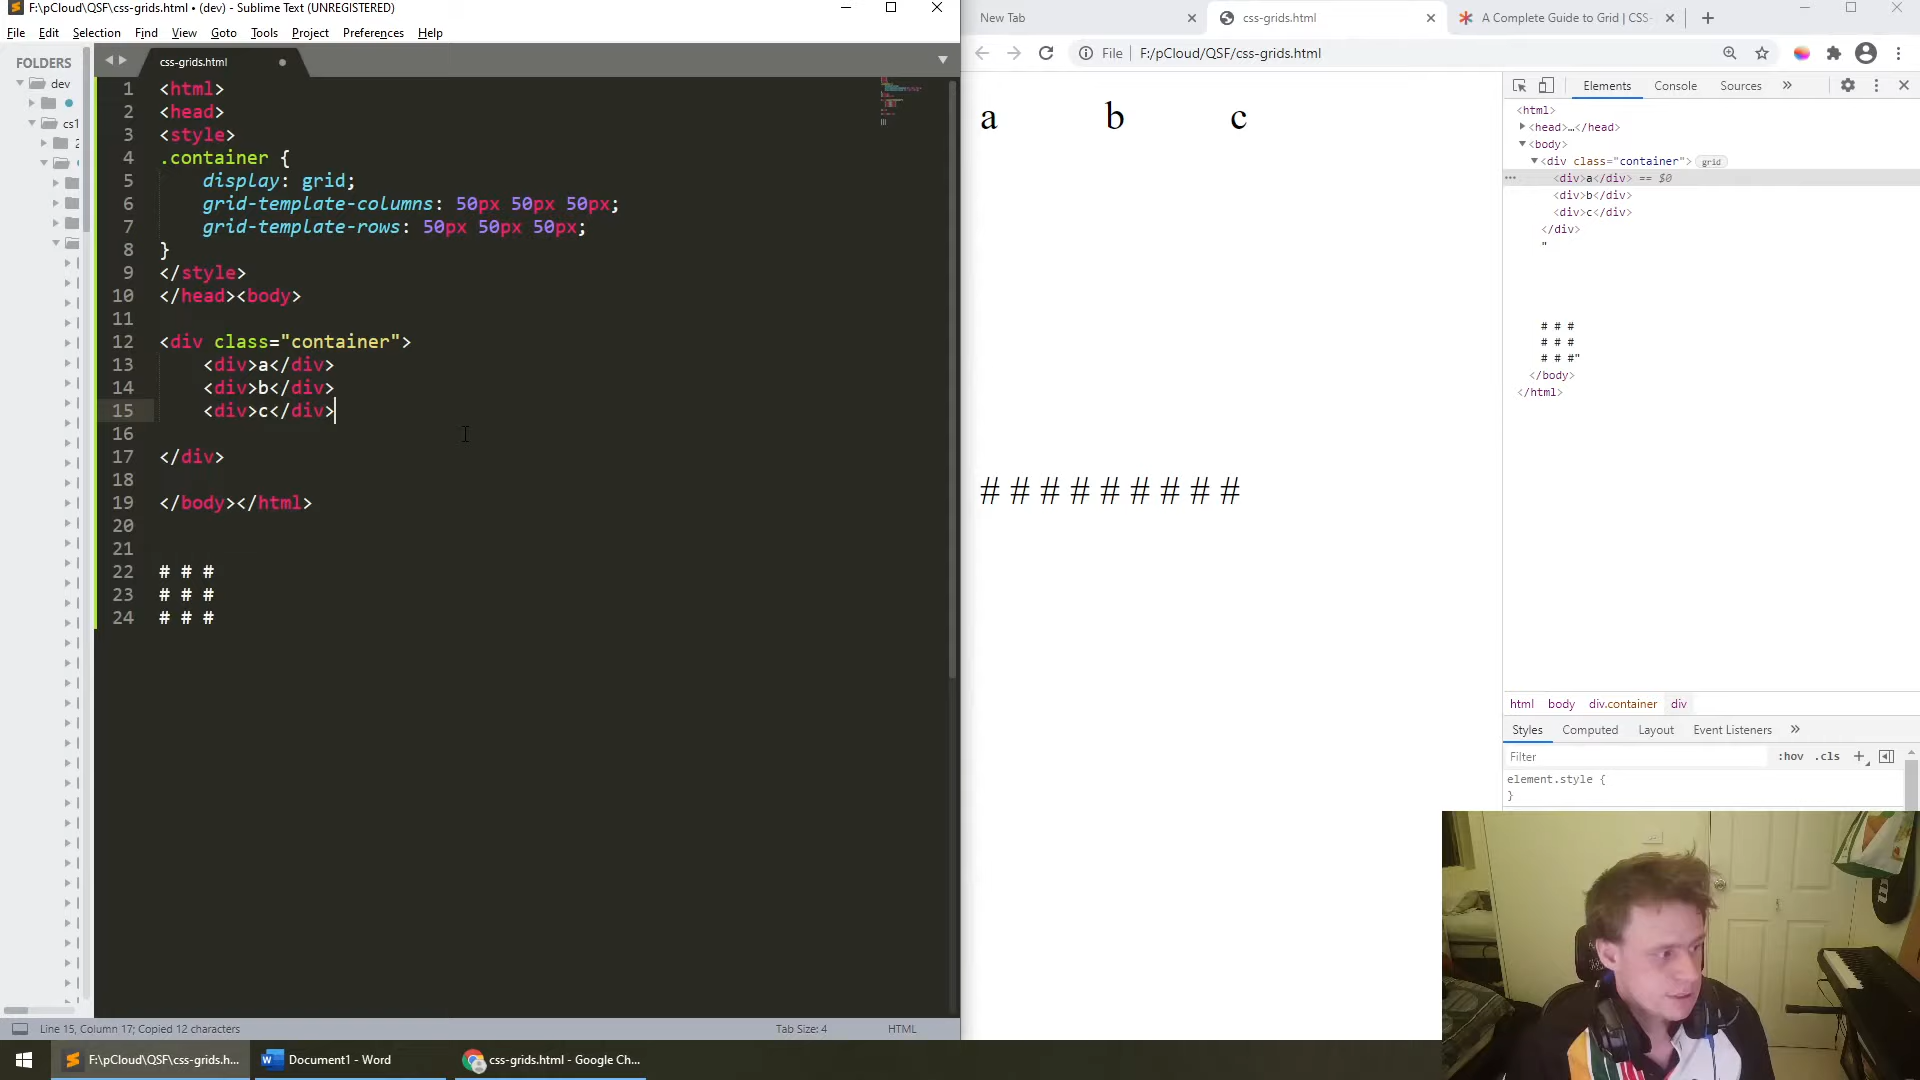 F:\pCloud\QSF\css-grids.html • (dev) - Sublime Text (UNREGISTERED)
File Edit Selection Find View Goto Tools Project Preferences Help
FOLDERS
dev
cs1
css-grids.html
1 <html>
2 <head>
3 <style>
4 .container {
5 display: grid;
6 grid-template-columns: 50px 50px 50px;
7 grid-template-rows: 50px 50px 50px;
8 }
9 </style>
10 </head><body>
11
12 <div class="container">
13 <div>a</div>
14 <div>b</div>
15 <div>c</div>
16
17 </div>
18
19 </body></html>
20
21
22 # # #
23 # # #
24 # # #
Line 15, Column 17; Copied 12 characters
Tab Size: 4
HTML
New Tab
css-grids.html
A Complete Guide to Grid | CSS-
File F:/pCloud/QSF/css-grids.html
a b c
# # # # # # # # #
Elements Console Sources »
<html>
<head>…</head>
<body>
<div class="container"> grid
<div>a</div> == $0
<div>b</div>
<div>c</div>
</div>
"
# # #
# # #
# # #"
</body>
</html>
html body div.container div
Styles Computed Layout Event Listeners »
Filter :hov .cls +
element.style {
}
F:\pCloud\QSF\css-grids.h...
Document1 - Word
css-grids.html - Google Ch...